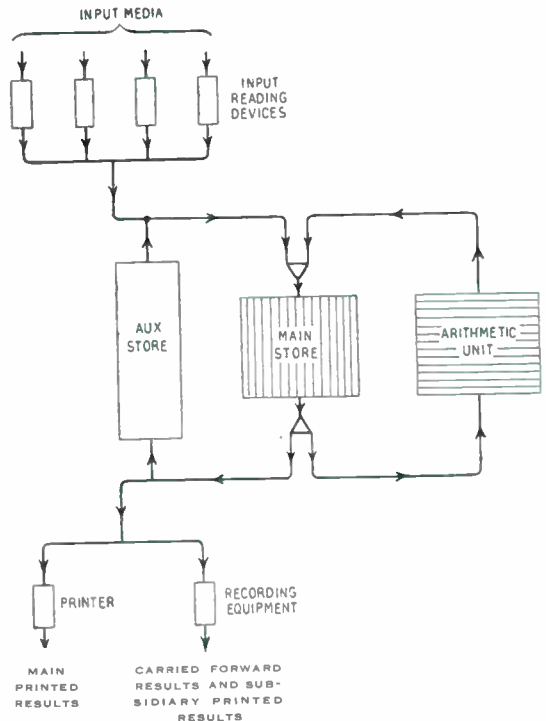 INPUT MEDIA
INPUT
READING
DEVICES
AUX
STORE
MAIN
STORE
ARITHMETIC
UNIT
PRINTER
RECORDING
EQUIPMENT
MAIN
PRINTED
RESULTS
CARRIED FORWARD
RESULTS AND SUB-
SIDIARY PRINTED
RESULTS